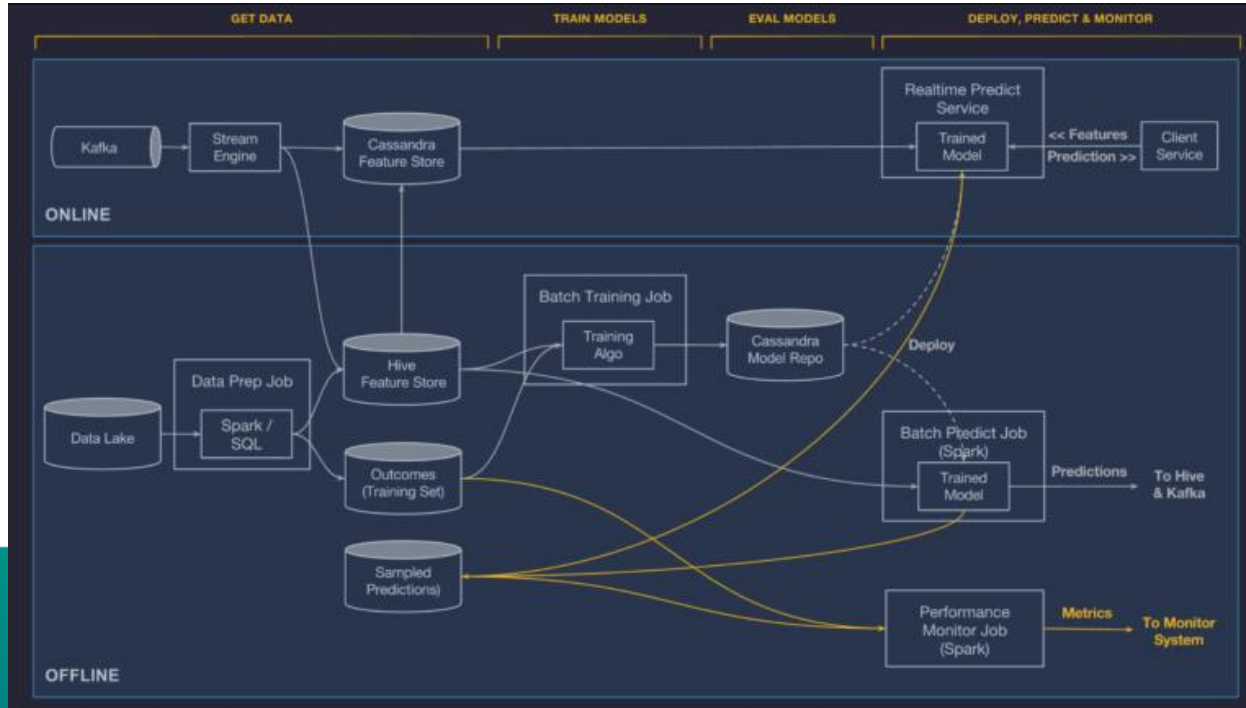 GET DATA
TRAIN MODELS
EVAL MODELS
DEPLOY, PREDICT & MONITOR
Kafka
Stream
Engine
Cassandra
Feature Store
Realtime Predict
Service
Trained
Model
<< Features
Prediction >>
Client
Service
ONLINE
Data Lake
Data Prep Job
Spark /
SQL
Hive
Feature Store
Outcomes
(Training Set)
Sampled
Predictions)
Batch Training Job
Training
Algo
Cassandra
Model Repo
Deploy
Batch Predict Job
(Spark)
Trained
Model
Predictions
To Hive
& Kafka
Performance
Monitor Job
(Spark)
Metrics
To Monitor
System
OFFLINE